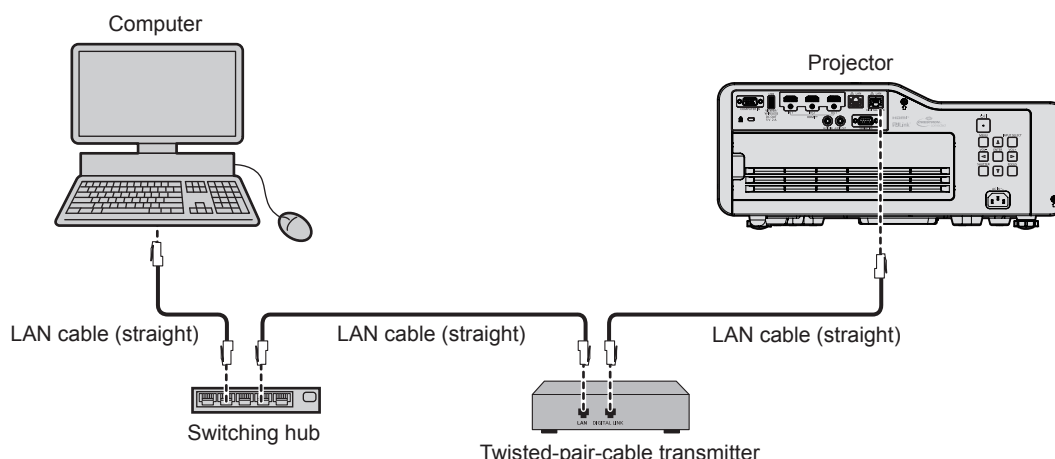 Computer
Projector
LAN cable (straight)
LAN cable (straight)
LAN cable (straight)
LAN
DIGITAL LINK
Switching hub
Twisted-pair-cable transmitter